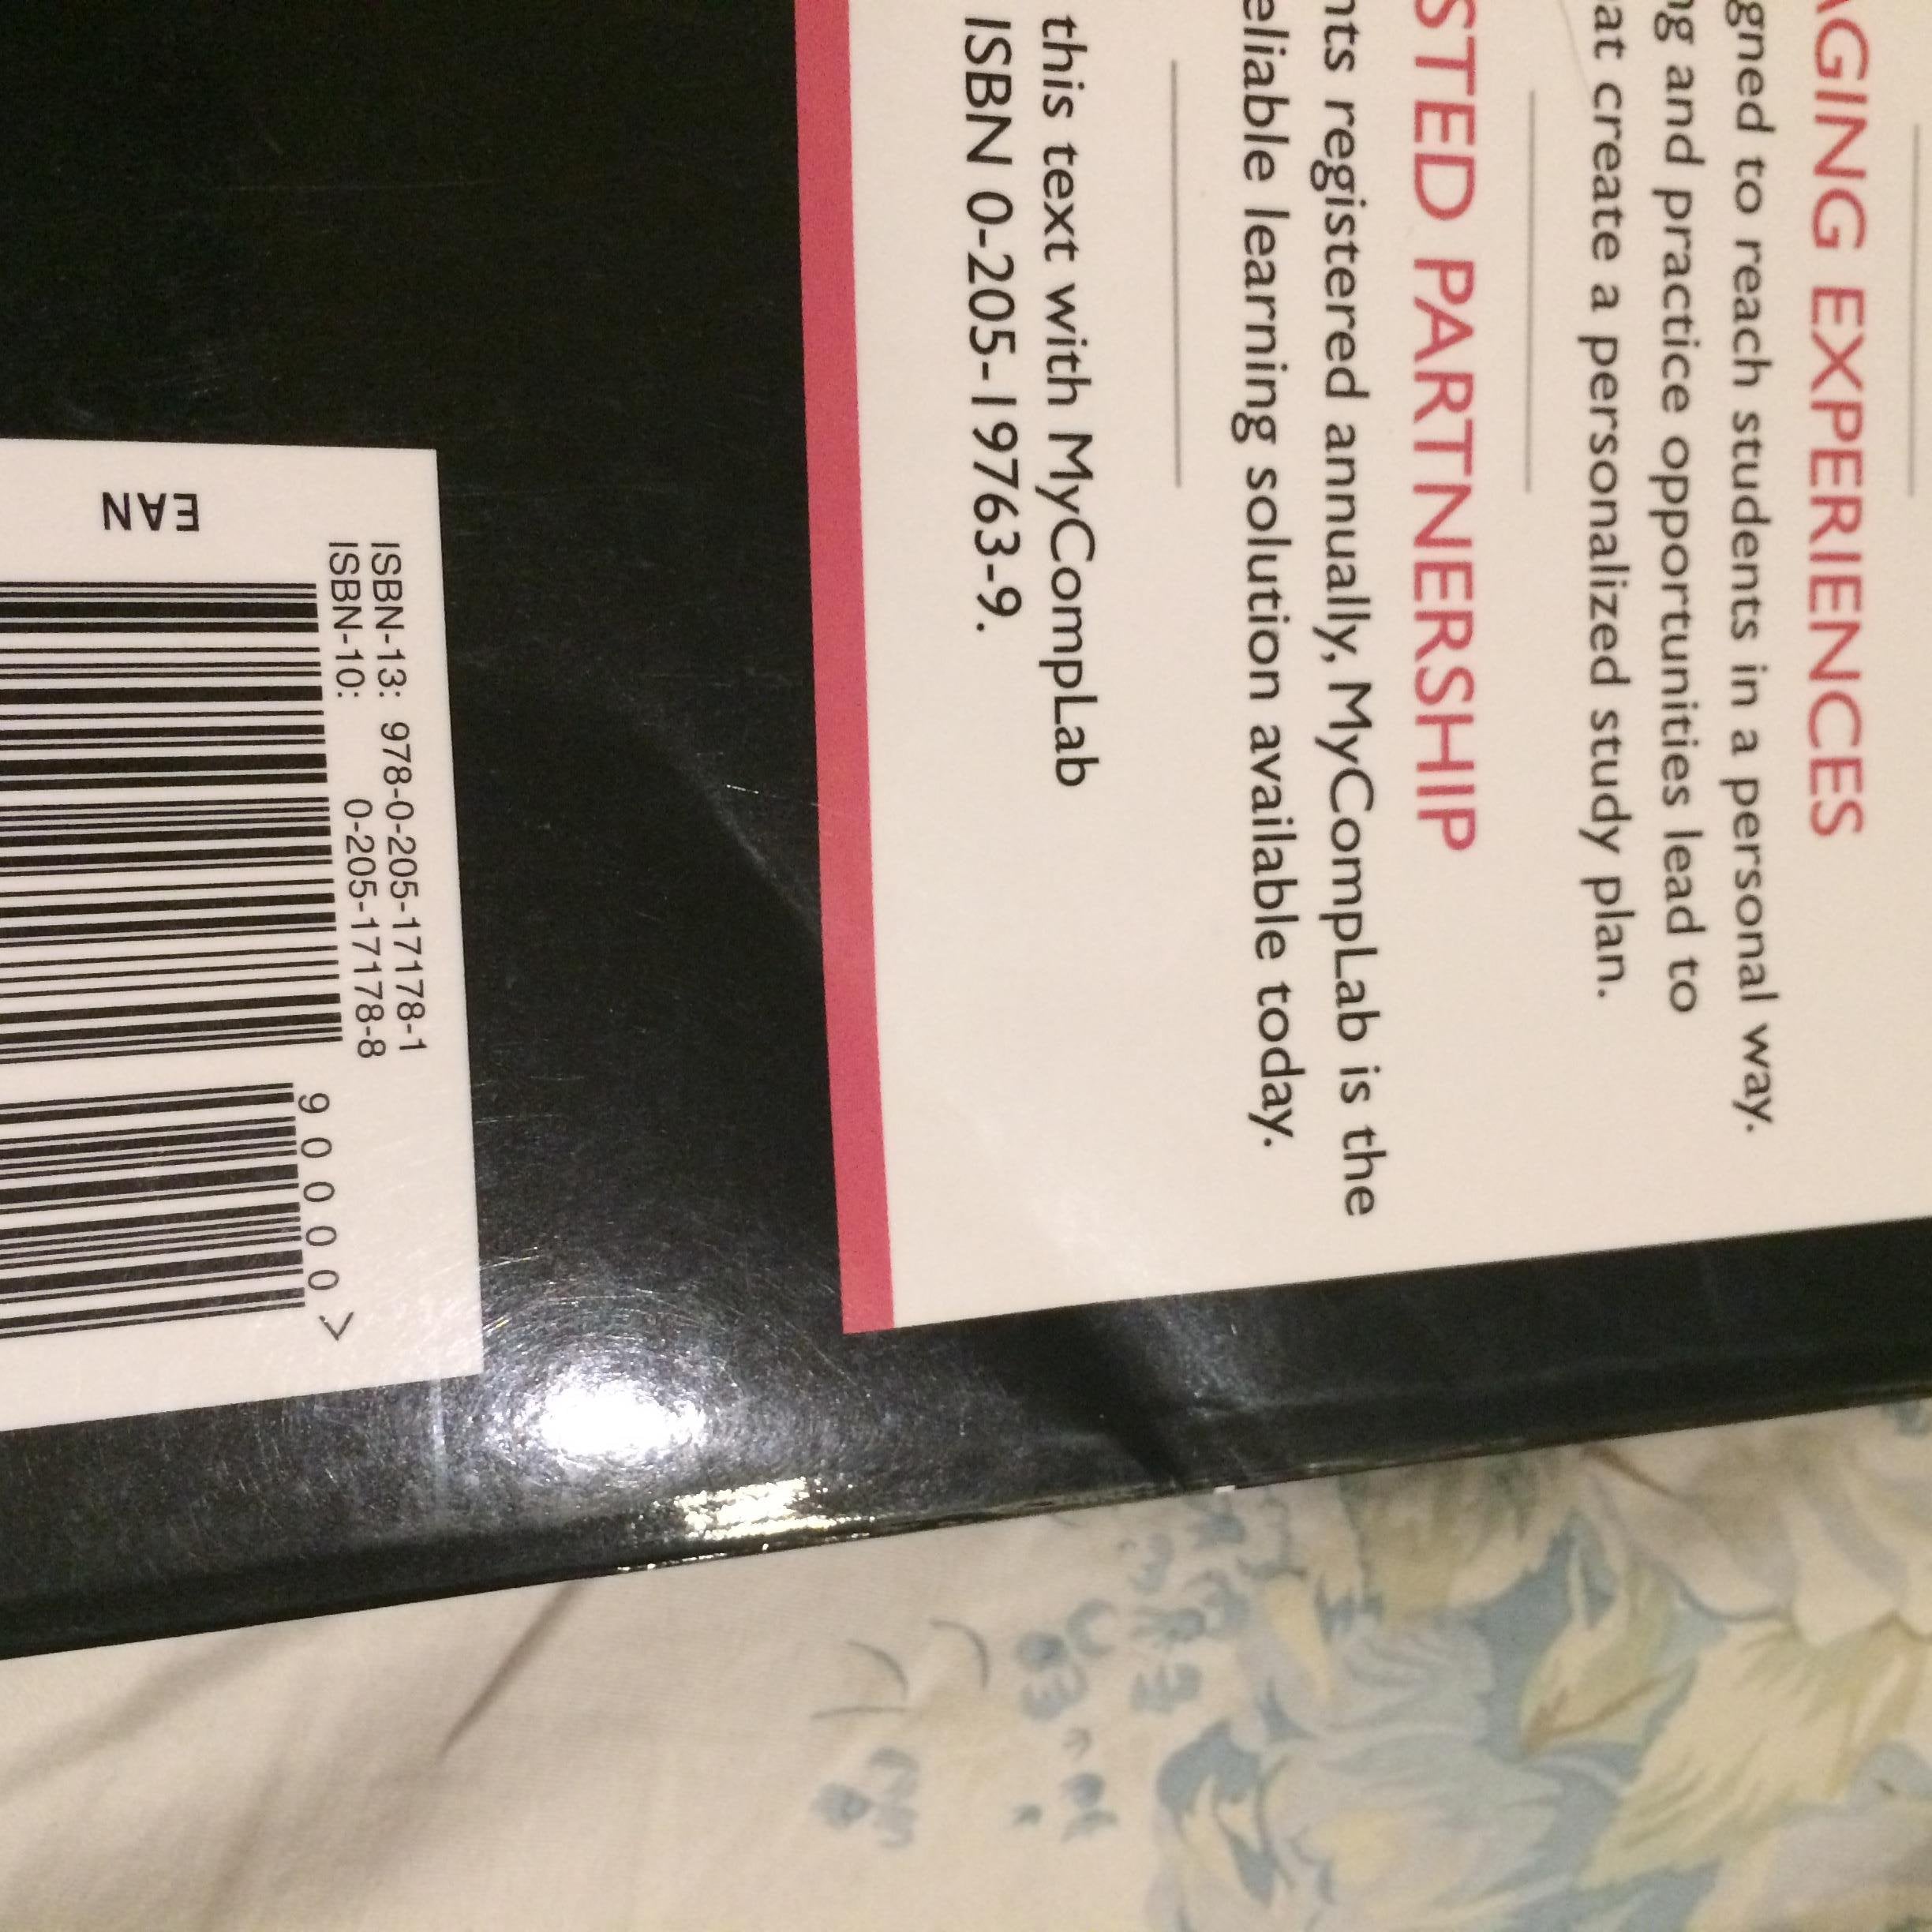 AGING EXPERIENCES
gned to reach students in a personal way.
ng and practice opportunities lead to
at create a personalized study plan.
STED PARTNERSHIP
nts registered annually, MyCompLab is the
eliable learning solution available today.
this text with MyCompLab
ISBN 0-205-19763-9.
ISBN-13: 978-0-205-17178-1
ISBN-10: 0-205-17178-8
90000>
EAN